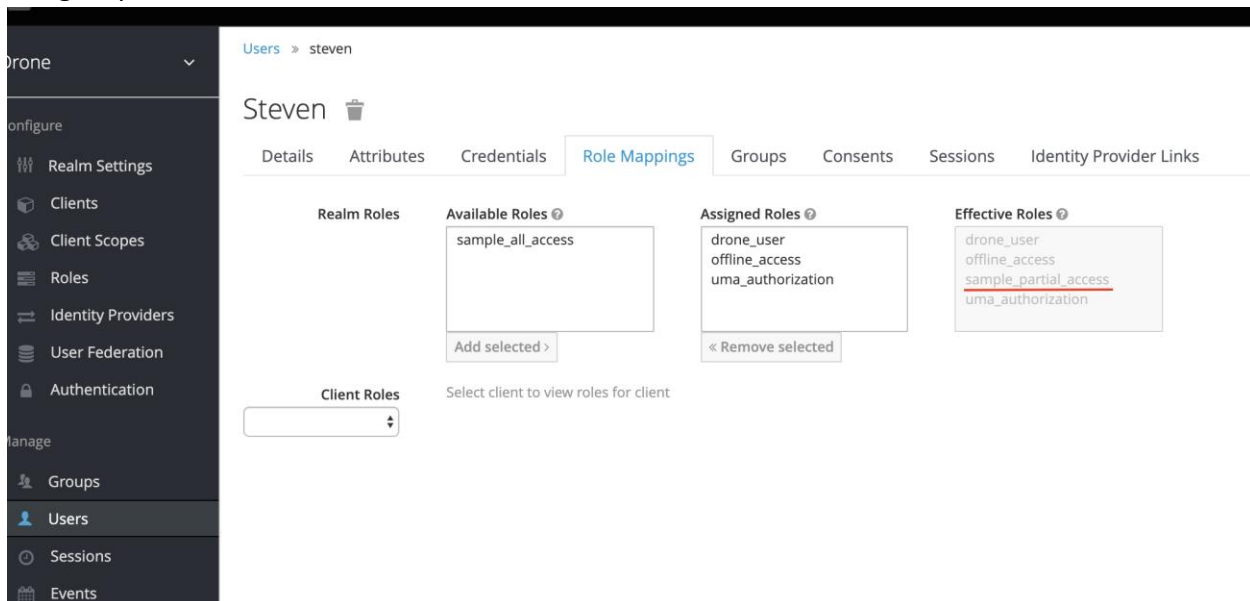 Drone
Configure
Realm Settings
Clients
Client Scopes
Roles
Identity Providers
User Federation
Authentication
Manage
Groups
Users
Sessions
Events
Users » steven
Steven
Details Attributes Credentials Role Mappings Groups Consents Sessions Identity Provider Links
Realm Roles
Available Roles
sample_all_access
Add selected ›
Assigned Roles
drone_user
offline_access
uma_authorization
« Remove selected
Effective Roles
drone_user
offline_access
sample_partial_access
uma_authorization
Client Roles
Select client to view roles for client